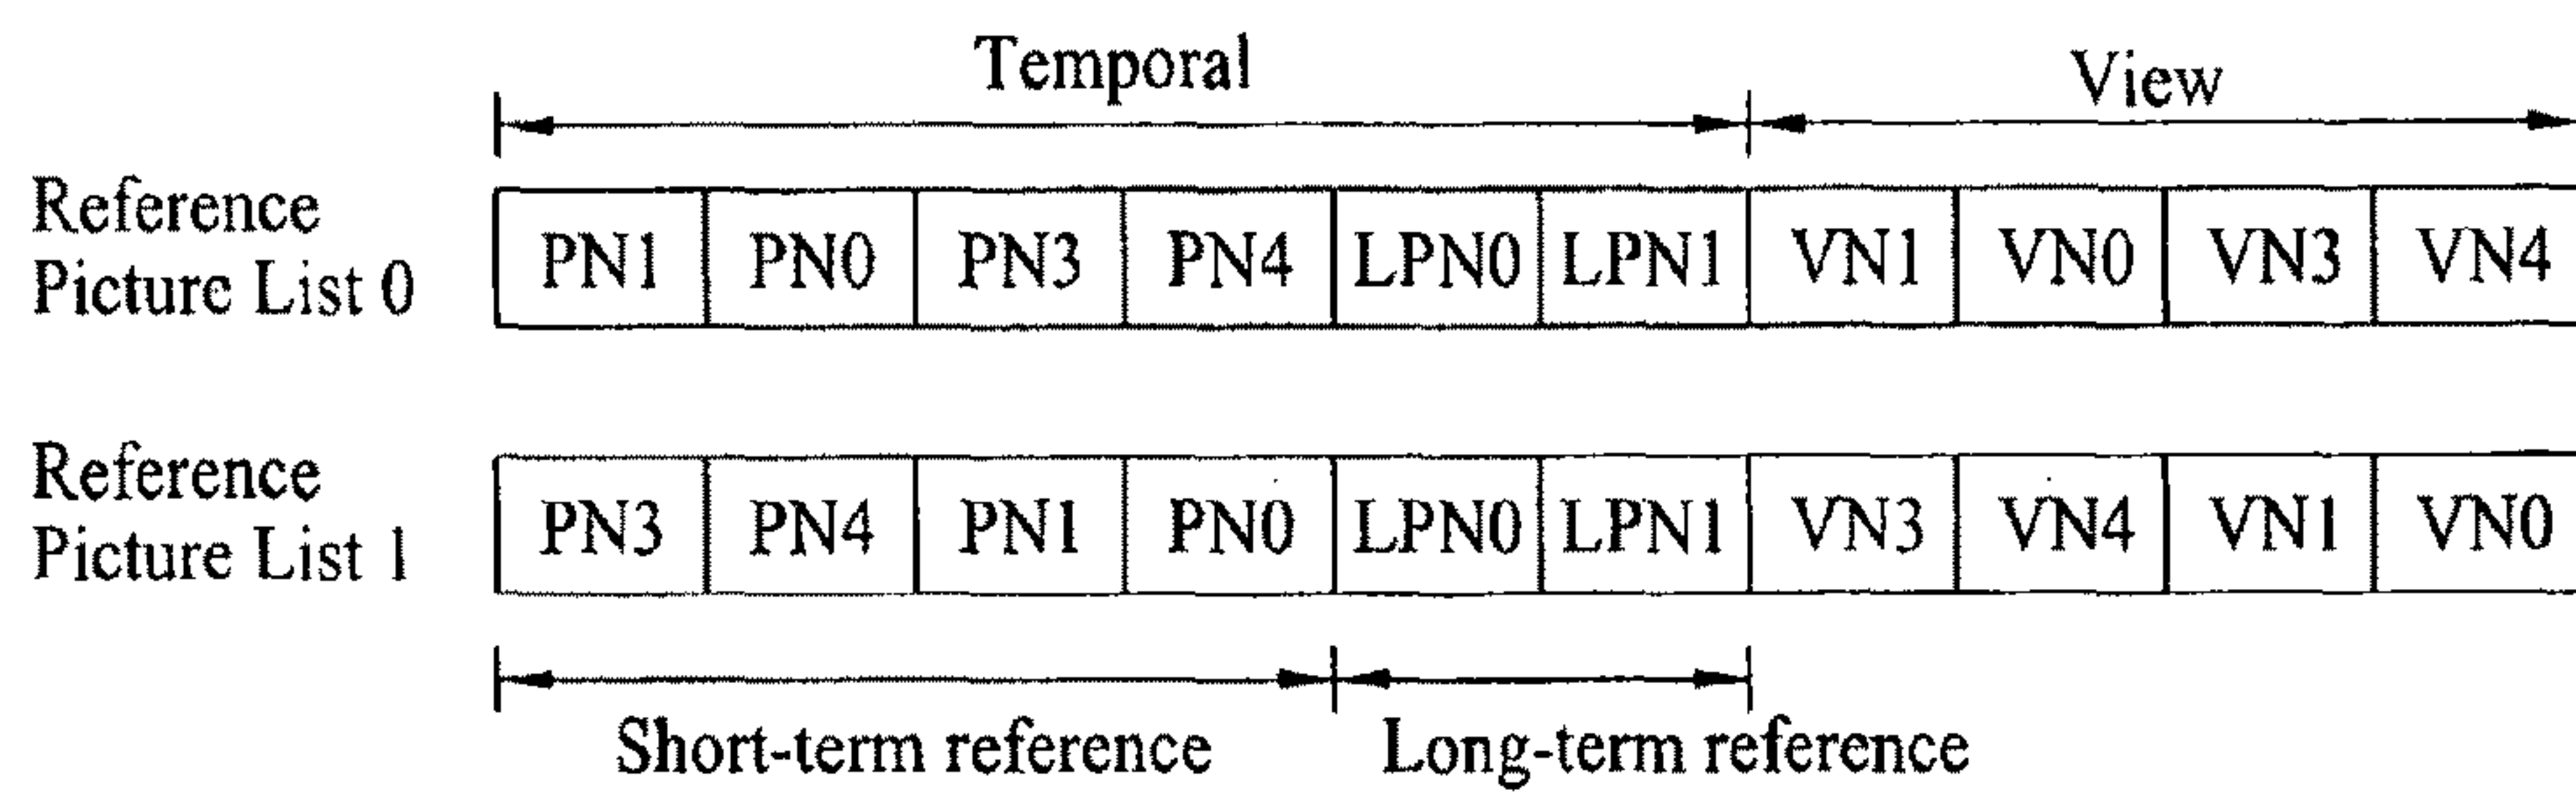 Temporal View
Reference
Picture List 0
PN1 PN0 PN3 PN4 LPN0 LPN1 VN1 VN0 VN3 VN4
Reference
Picture List 1
PN3 PN4 PN1 PN0 LPN0 LPN1 VN3 VN4 VN1 VN0
Short-term reference Long-term reference